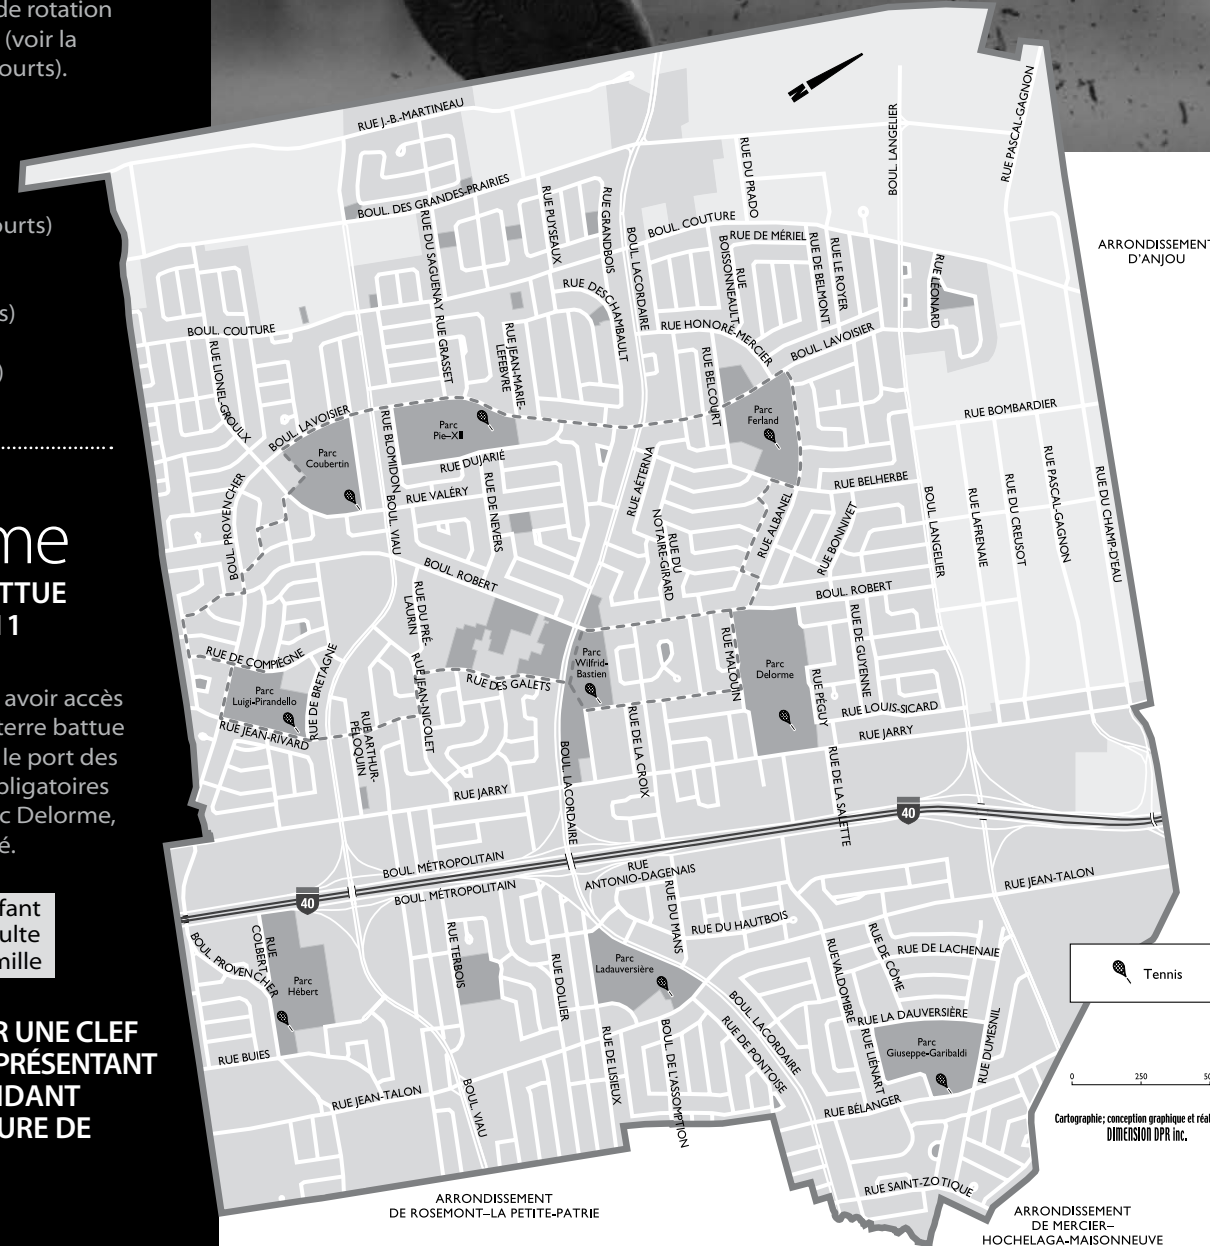 de rotation
(voir la
ourts).
ourts)
s)
)
me
TTUE
11
avoir accès
terre battue
le port des
bligatoires
c Delorme,
é.
fant
ulte
mille
R UNE CLEF
PRÉSENTANT
NDANT
URE DE
N
RUE J.-B.-MARTINEAU
BOUL. LANGELIER
RUE PASCAL-GAGNON
BOUL. DES GRANDES-PRAIRIES
RUE DU SAGUENAY
RUE PUYSEAUX
RUE GRANDBOIS
BOUL. LACORDAIRE
BOUL. COUTURE
RUE DU PRADO
RUE DE MÉRIEL
RUE
BOISSONNEAULT
RUE DE BELMONT
RUE LE ROYER
RUE LÉONARD
ARRONDISSEMENT
D'ANJOU
RUE DESCHAMBAULT
BOUL. COUTURE
RUE LIONEL-GROULX
RUE GRASSET
RUE JEAN-MARIE-
LEFEBVRE
RUE HONORÉ-MERCIER
BOUL. LAVOISIER
RUE BELCOURT
BOUL. LAVOISIER
RUE BLOMIDON
Parc
Pie-XII
Parc
Coubertin
Parc
Ferland
RUE BOMBARDIER
RUE DUJARIÉ
RUE VALÉRY
RUE DE NEVERS
BOUL. VIAU
BOUL. PROVENCHER
RUE AÉTERNA
RUE DU
NOTAIRE-GIRARD
RUE ALBANEL
RUE BELHERBE
RUE BONNIVET
BOUL. LANGELIER
RUE LAFRENAIE
RUE DU CREUSOT
RUE PASCAL-GAGNON
RUE DU CHAMP-D'EAU
BOUL. ROBERT
BOUL. ROBERT
RUE DU PRÉ-
LAURIN
RUE DE COMPIÈGNE
RUE DE BRETAGNE
Parc
Luigi-Pirandello
RUE JEAN-RIVARD
RUE ARTHUR-
PÉLOQUIN
RUE JEAN-NICOLET
RUE DES GALETS
Parc
Wilfrid-
Bastien
RUE MALOUIN
Parc
Delorme
RUE PÉGUY
RUE DE GUYENNE
RUE LOUIS-SICARD
RUE JARRY
RUE DE LA CROIX
BOUL. LACORDAIRE
RUE JARRY
RUE DE LA SALETTE
40
BOUL. MÉTROPOLITAIN
BOUL. MÉTROPOLITAIN
40
RUE
ANTONIO-DAGENAIS
RUE JEAN-TALON
RUE DU MANS
RUE DU HAUTBOIS
RUE VALDOMBRE
RUE DE CÔME
RUE DE LACHENAIE
RUE COLBERT
BOUL. PROVENCHER
Parc
Hébert
RUE TERBOIS
RUE DOLLIER
Parc
Ladauversière
BOUL. LACORDAIRE
RUE DE PONTOISE
RUE LA DAUVERSIÈRE
Parc
Giuseppe-Garibaldi
RUE LIÉNART
RUE DUMESNIL
Tennis
RUE BUIES
RUE JEAN-TALON
BOUL. VIAU
RUE DE LISIEUX
BOUL. DE L'ASSOMPTION
RUE BÉLANGER
RUE SAINT-ZOTIQUE
0 250 50
Cartographie; conception graphique et réal
DIMENSION DPR inc.
ARRONDISSEMENT
DE ROSEMONT–LA PETITE-PATRIE
ARRONDISSEMENT
DE MERCIER–
HOCHELAGA-MAISONNEUVE